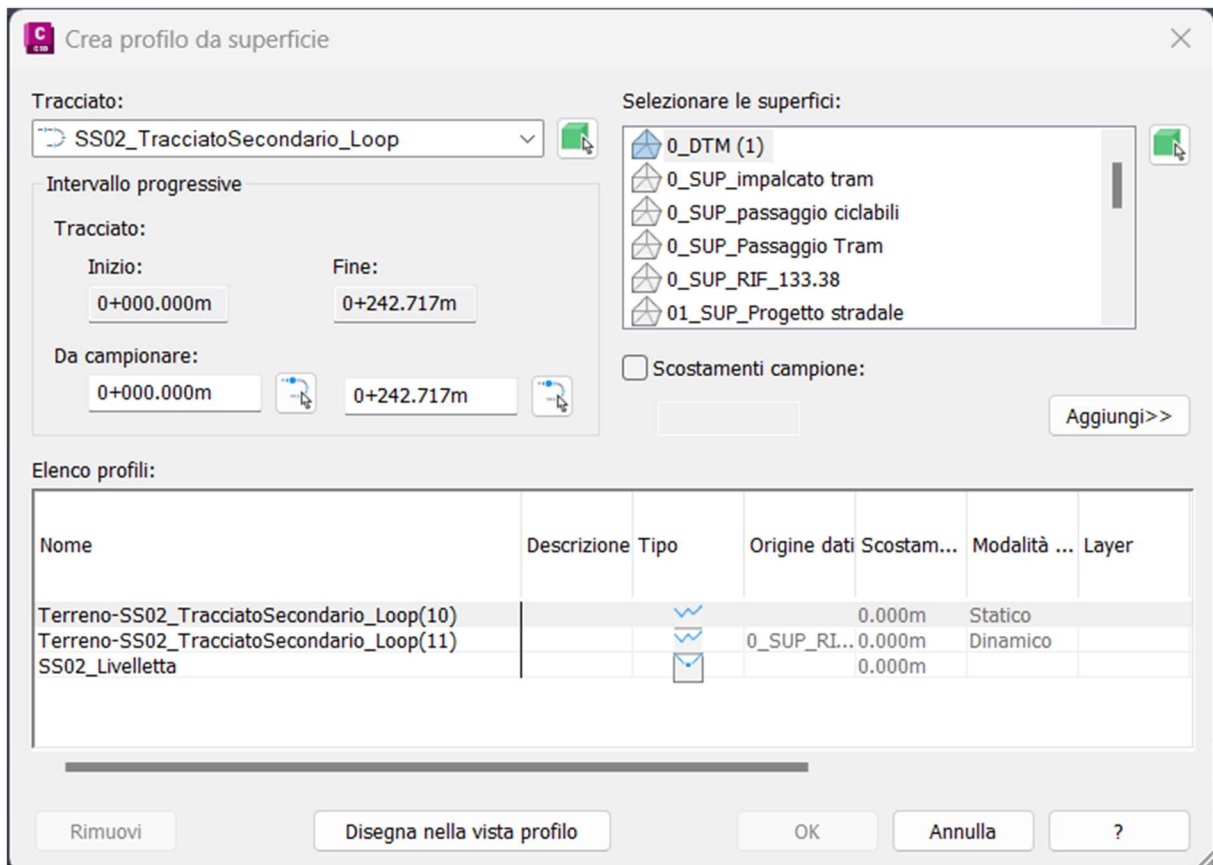 C
C3D
Crea profilo da superficie
Tracciato:
SS02_TracciatoSecondario_Loop
Intervallo progressive
Tracciato:
Inizio: Fine:
0+000.000m 0+242.717m
Da campionare:
0+000.000m 0+242.717m
Selezionare le superfici:
0_DTM (1)
0_SUP_impalcato tram
0_SUP_passaggio ciclabili
0_SUP_Passaggio Tram
0_SUP_RIF_133.38
01_SUP_Progetto stradale
Scostamenti campione:
Aggiungi>>
Elenco profili:
Nome Descrizione Tipo Origine dati Scostam... Modalità ... Layer
Terreno-SS02_TracciatoSecondario_Loop(10) 0.000m Statico
Terreno-SS02_TracciatoSecondario_Loop(11) 0_SUP_RI... 0.000m Dinamico
SS02_Livelletta 0.000m
Rimuovi Disegna nella vista profilo OK Annulla ?